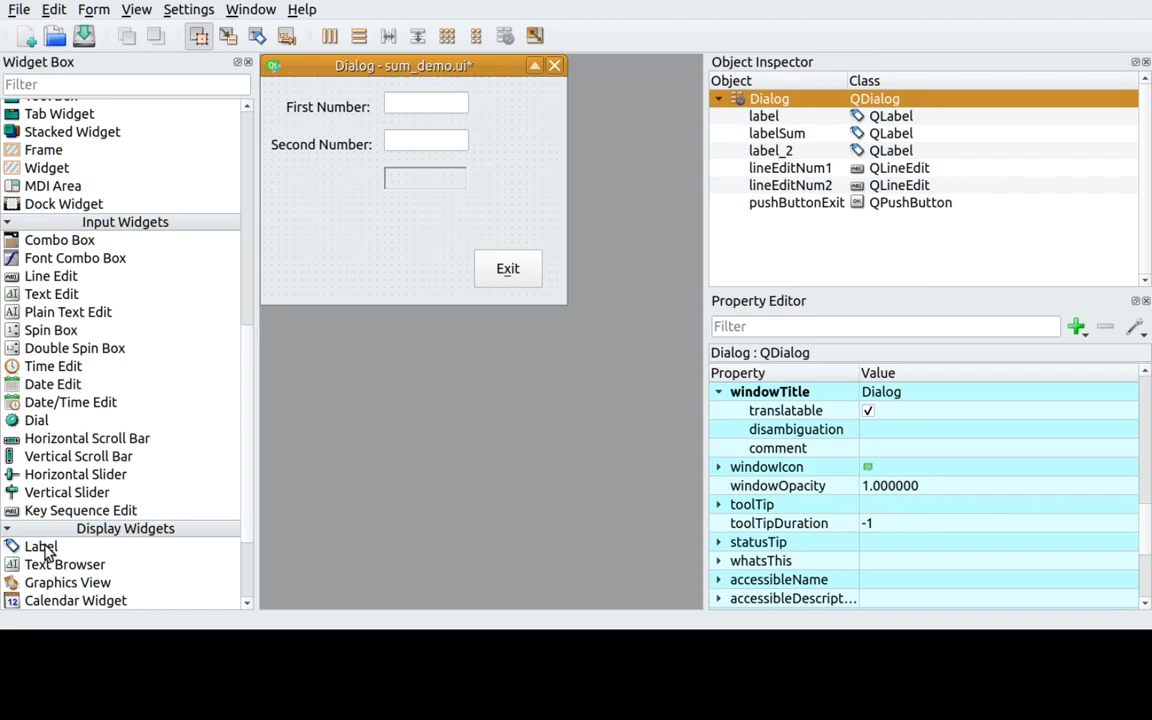 File Edit Form View Settings Window Help
Widget Box
Filter
Tab Widget
Stacked Widget
Frame
Widget
MDI Area
Dock Widget
Input Widgets
Combo Box
Font Combo Box
Line Edit
Text Edit
Plain Text Edit
Spin Box
Double Spin Box
Time Edit
Date Edit
Date/Time Edit
Dial
Horizontal Scroll Bar
Vertical Scroll Bar
Horizontal Slider
Vertical Slider
Key Sequence Edit
Display Widgets
Label
Text Browser
Graphics View
Calendar Widget
Dialog - sum_demo.ui*
First Number:
Second Number:
Exit
Object Inspector
Object Class
Dialog QDialog
label QLabel
labelSum QLabel
label_2 QLabel
lineEditNum1 QLineEdit
lineEditNum2 QLineEdit
pushButtonExit QPushButton
Property Editor
Filter
Dialog : QDialog
Property Value
windowTitle Dialog
translatable
disambiguation
comment
windowIcon
windowOpacity 1.000000
toolTip
toolTipDuration -1
statusTip
whatsThis
accessibleName
accessibleDescript...